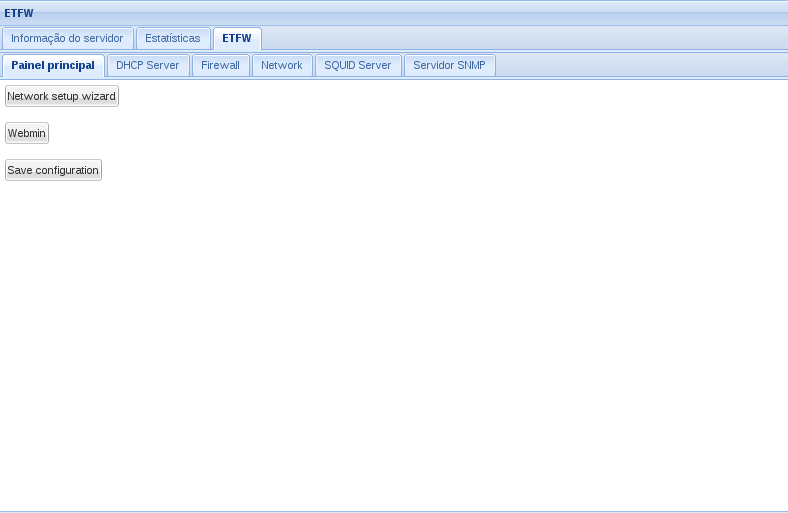 ETFW
Informação do servidor Estatísticas ETFW
Painel principal DHCP Server Firewall Network SQUID Server Servidor SNMP
Network setup wizard
Webmin
Save configuration